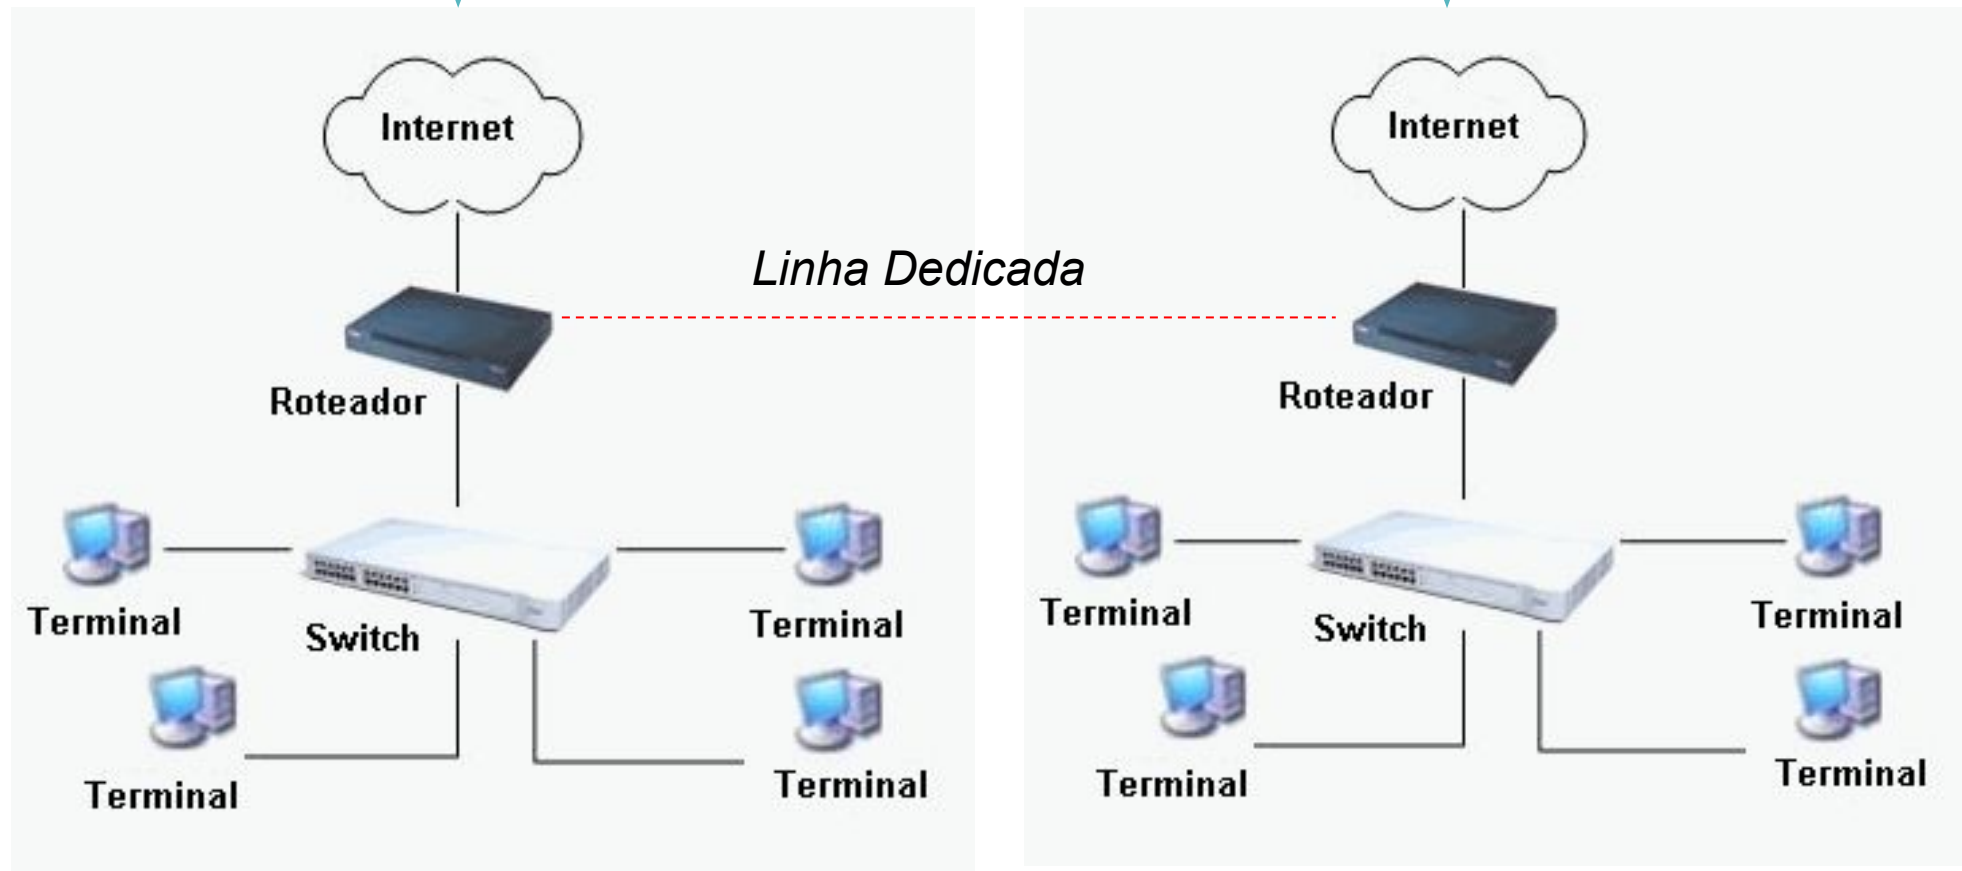 Internet
Internet
Linha Dedicada
Roteador
Roteador
Terminal
Switch
Terminal
Terminal
Switch
Terminal
Terminal
Terminal
Terminal
Terminal